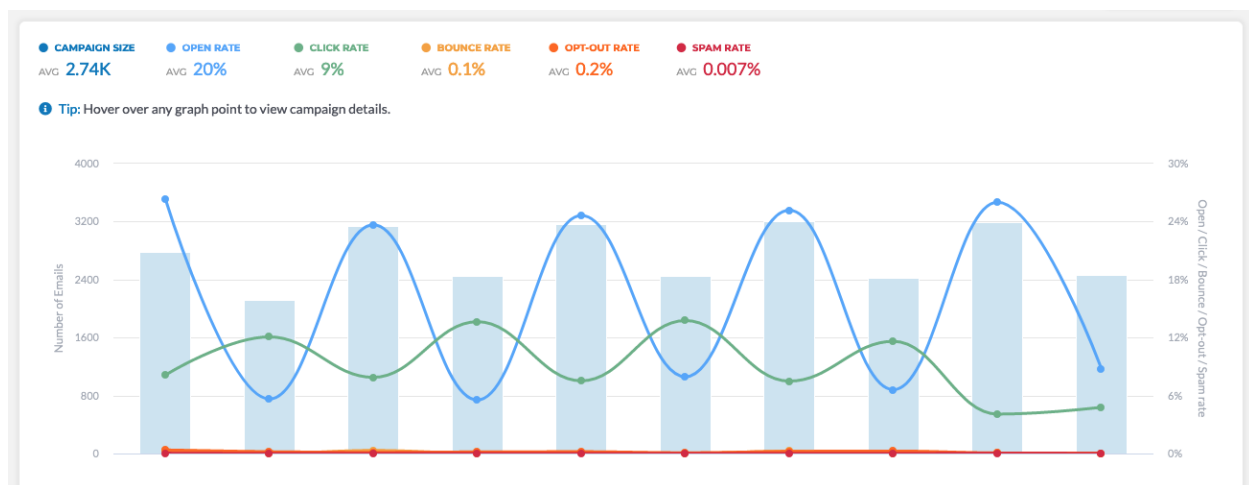 CAMPAIGN SIZE OPEN RATE CLICK RATE BOUNCE RATE OPT-OUT RATE SPAM RATE
AVG 2.74K AVG 20% AVG 9% AVG 0.1% AVG 0.2% AVG 0.007%
Tip: Hover over any graph point to view campaign details.
4000 30%
3200 24%
2400 18%
1600 12%
800 6%
0 0%
Number of Emails
Open / Click / Bounce / Opt-out / Spam rate